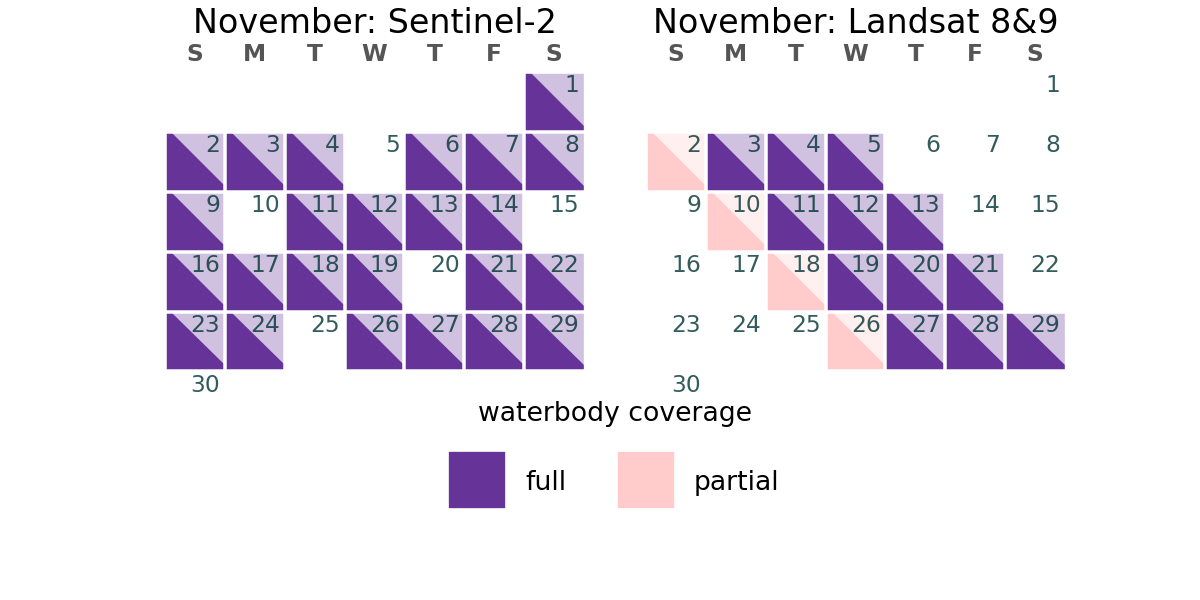 November: Sentinel-2
S M T W T F S
1
2 3 4 5 6 7 8
9 10 11 12 13 14 15
16 17 18 19 20 21 22
23 24 25 26 27 28 29
30
November: Landsat 8&9
S M T W T F S
1
2 3 4 5 6 7 8
9 10 11 12 13 14 15
16 17 18 19 20 21 22
23 24 25 26 27 28 29
30
waterbody coverage
full partial